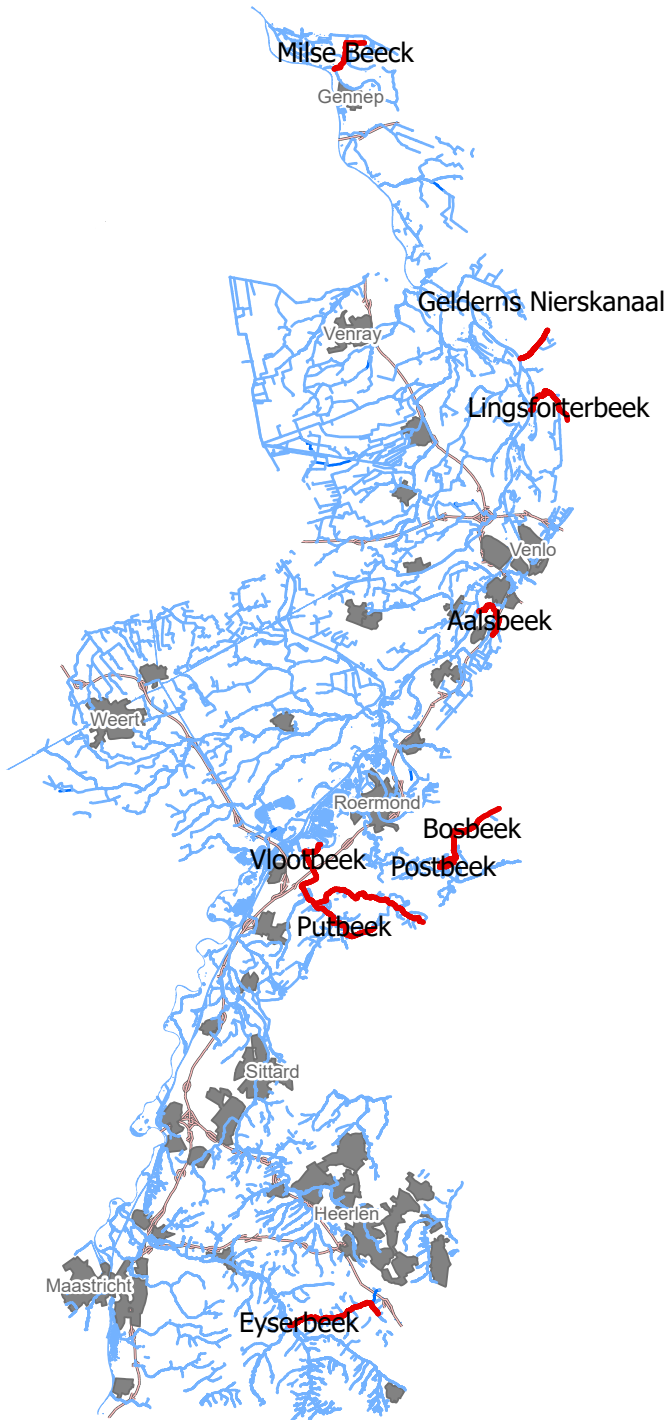 Milse Beeck
Gennep
Gelderns Nierskanaal
Venray
Lingsforterbeek
Venlo
Aalsbeek
Weert
Roermond
Bosbeek
Vlootbeek
Postbeek
Putbeek
Sittard
Heerlen
Maastricht
Eyserbeek